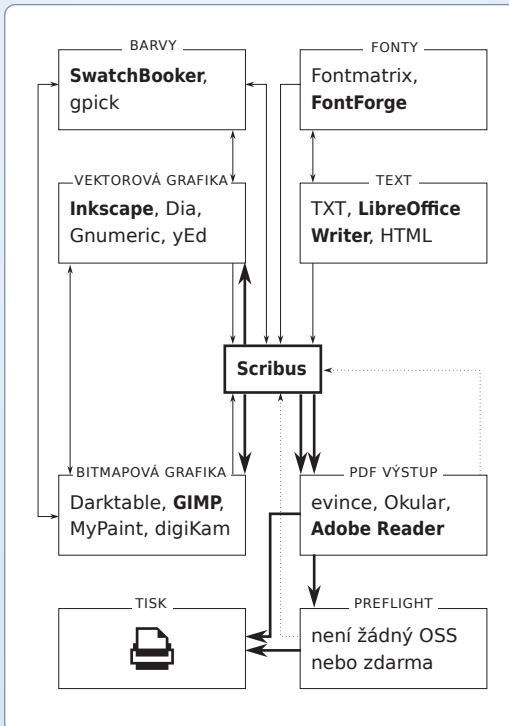 BARVY
SwatchBooker,
gpick
FONTY
Fontmatrix,
FontForge
VEKTOROVÁ GRAFIKA
Inkscape, Dia,
Gnumeric, yEd
TEXT
TXT, LibreOffice
Writer, HTML
Scribus
BITMAPOVÁ GRAFIKA
Darktable, GIMP,
MyPaint, digiKam
PDF VÝSTUP
evince, Okular,
Adobe Reader
TISK
PREFLIGHT
není žádný OSS
nebo zdarma